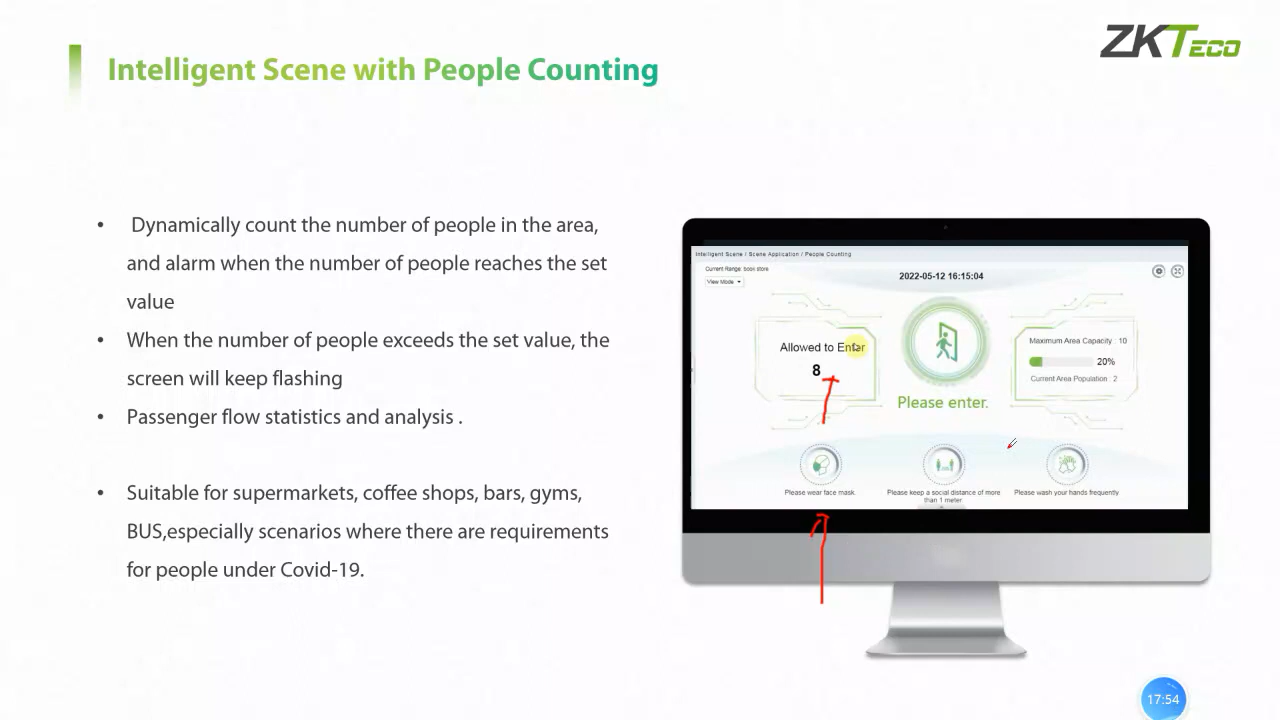 Intelligent Scene with People Counting
ZKTeco
• Dynamically count the number of people in the area,
and alarm when the number of people reaches the set
value
• When the number of people exceeds the set value, the
screen will keep flashing
• Passenger flow statistics and analysis .
• Suitable for supermarkets, coffee shops, bars, gyms,
BUS,especially scenarios where there are requirements
for people under Covid-19.
Intelligent Scene / Scene Application / People Counting
Current Range: book store
View Mode
2022-05-12 16:15:04
Allowed to Enter
8
Please enter.
Maximum Area Capacity : 10
20%
Current Area Population : 2
Please wear face mask.
Please keep a social distance of more
than 1 meter.
Please wash your hands frequently
17:54